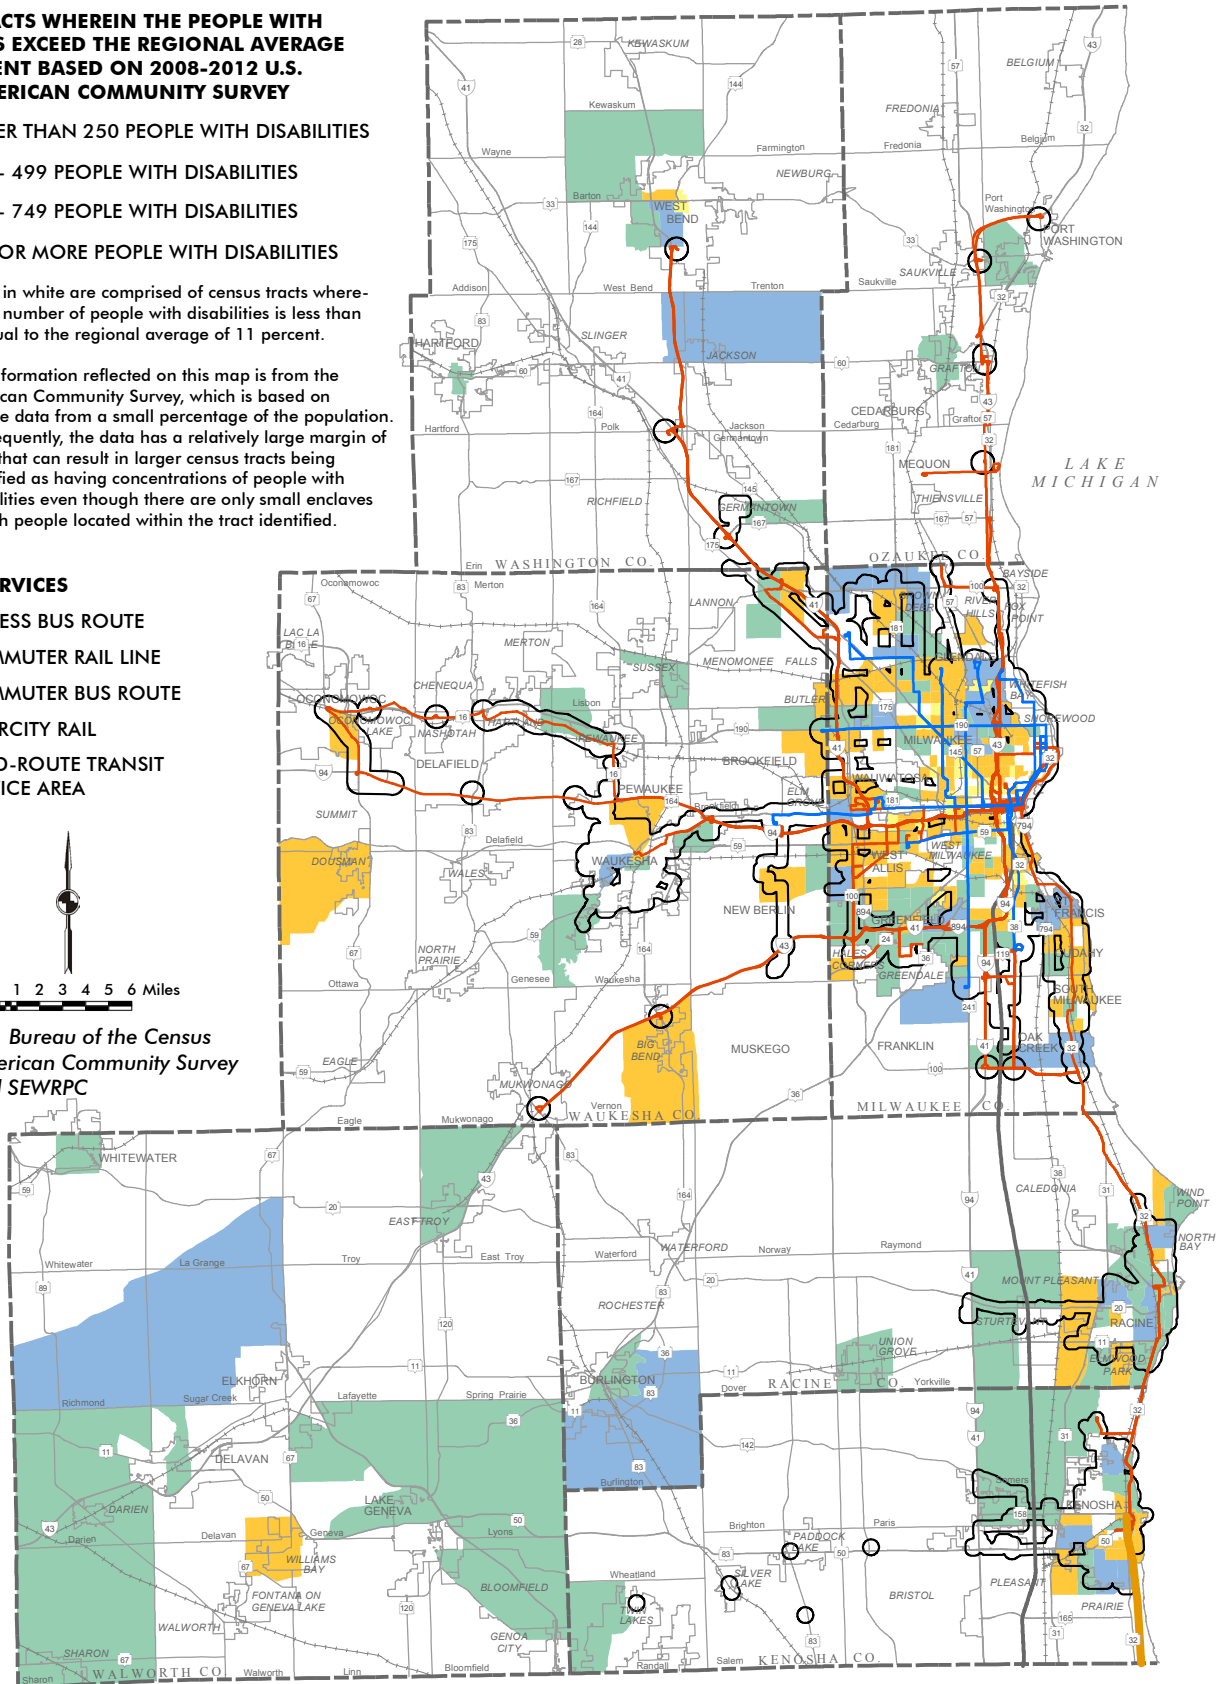 ACTS WHEREIN THE PEOPLE WITH
S EXCEED THE REGIONAL AVERAGE
ENT BASED ON 2008-2012 U.S.
ERICAN COMMUNITY SURVEY
ER THAN 250 PEOPLE WITH DISABILITIES
- 499 PEOPLE WITH DISABILITIES
- 749 PEOPLE WITH DISABILITIES
OR MORE PEOPLE WITH DISABILITIES
in white are comprised of census tracts where-
number of people with disabilities is less than
ual to the regional average of 11 percent.
formation reflected on this map is from the
ican Community Survey, which is based on
e data from a small percentage of the population.
equently, the data has a relatively large margin of
that can result in larger census tracts being
fied as having concentrations of people with
ilities even though there are only small enclaves
h people located within the tract identified.
RVICES
ESS BUS ROUTE
MMUTER RAIL LINE
MMUTER BUS ROUTE
RCITY RAIL
D-ROUTE TRANSIT
VICE AREA
1 2 3 4 5 6 Miles
Bureau of the Census
erican Community Survey
SEWRPC
KEWASKUM
Kewaskum
Wayne
Barton
WEST
BEND
Farmington
NEWBURG
FREDONIA
Fredonia
BELGIUM
Belgium
Port
Washington
PORT
WASHINGTON
SAUKVILLE
Saukville
Addison
West Bend
Trenton
HARTFORD
SLINGER
JACKSON
GRAFTON
CEDARBURG
Cedarburg
Grafton
Hartford
Polk
Jackson
Germantown
MEQUON
THIENSVILLE
LAKE
MICHIGAN
RICHFIELD
GERMANTOWN
Erin
WASHINGTON CO.
OZAUKEE CO.
Oconomowoc
Merton
LANNON
BAYSIDE
RIVER
HILLS
FOX
POINT
MERTON
SUSSEX
MENOMONEE FALLS
CHENEQUA
Lisbon
BUTLER
WHITEFISH
BAY
SHOREWOOD
OCONOMOWOC
OCONOMOWOC
LAKE
NASHOTAH
HARTLAND
PEWAUKEE
DELAFIELD
BROOKFIELD
MILWAUKEE
WAUWATOSA
ELM
GROVE
SUMMIT
PEWAUKEE
Brookfield
Delafield
DOUSMAN
WALES
WAUKESHA
WEST
ALLIS
WEST
MILWAUKEE
NEW BERLIN
GREENFIELD
ST
FRANCIS
CUDAHY
NORTH
PRAIRIE
HALES
CORNERS
GREENDALE
Ottawa
Genesee
Waukesha
SOUTH
MILWAUKEE
EAGLE
BIG
BEND
MUSKEGO
FRANKLIN
OAK
CREEK
MUKWONAGO
Eagle
Mukwonago
Vernon
WAUKESHA CO.
MILWAUKEE CO.
WHITEWATER
EAST TROY
CALEDONIA
WIND
POINT
NORTH
BAY
Whitewater
La Grange
Troy
East Troy
Waterford
WATERFORD
Norway
Raymond
ROCHESTER
MOUNT PLEASANT
STURTEVANT
RACINE
UNION
GROVE
ELMWOOD
PARK
ELKHORN
BURLINGTON
Dover
RACINE CO.
Yorkville
Richmond
Sugar Creek
Lafayette
Spring Prairie
DELAVAN
Burlington
LAKE
GENEVA
Somers
KENOSHA
DARIEN
Darien
Delavan
Geneva
Lyons
Brighton
Paris
PADDOCK
LAKE
WILLIAMS
BAY
FONTANA ON
GENEVA LAKE
BLOOMFIELD
Wheatland
SILVER
LAKE
TWIN
LAKES
BRISTOL
PLEASANT
PRAIRIE
WALWORTH
GENOA
CITY
SHARON
Sharon
WALWORTH CO.
Walworth
Linn
Bloomfield
Randall
Salem
KENOSHA CO.